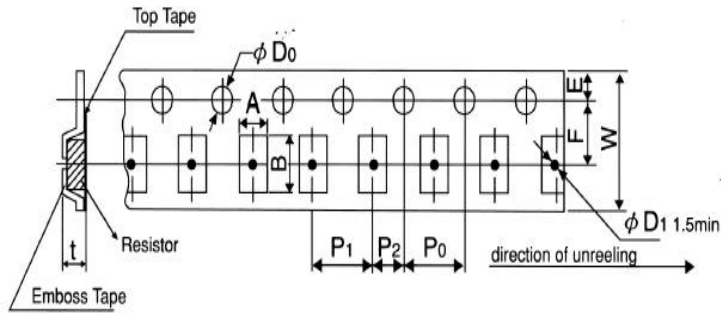 Top Tape
ϕ D0
A
B
E
F
W
ϕ D1 1.5min
t
Resistor
P1
P2
P0
direction of unreeling
Emboss Tape